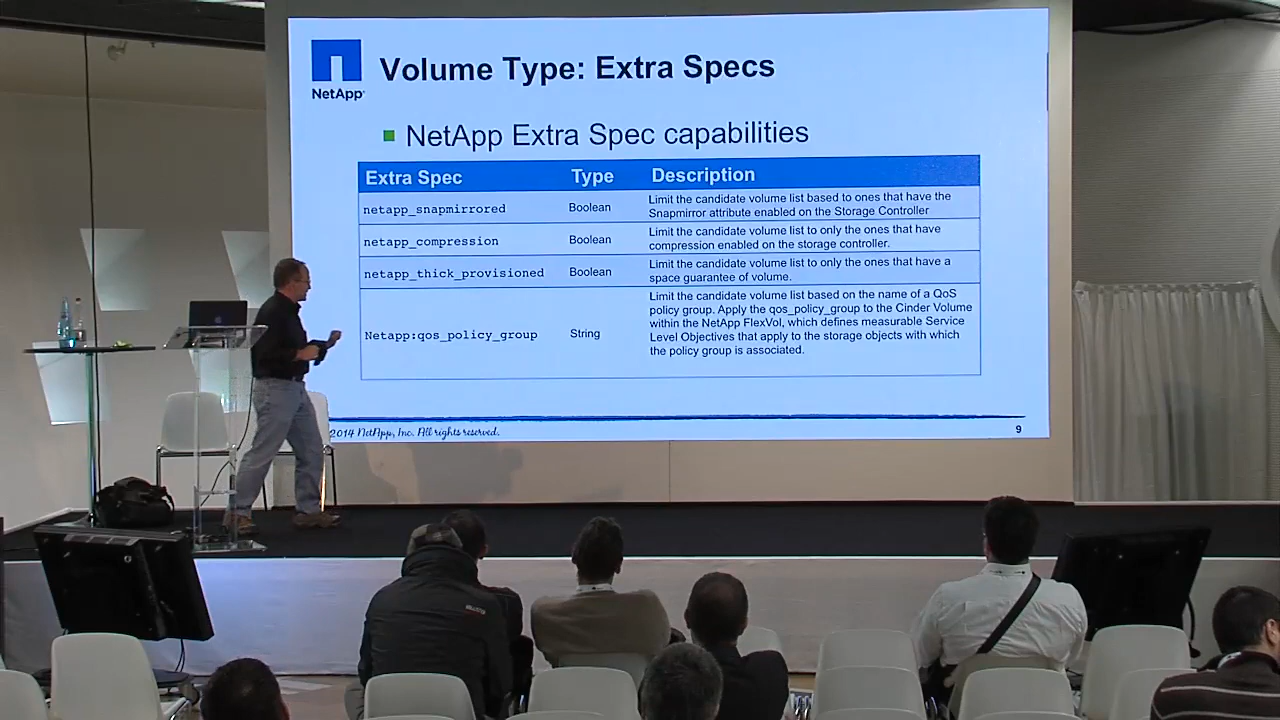 NetApp
Volume Type: Extra Specs
NetApp Extra Spec capabilities
Extra Spec Type Description
netapp_snapmirrored Boolean Limit the candidate volume list based to ones that have the
Snapmirror attribute enabled on the Storage Controller
netapp_compression Boolean Limit the candidate volume list to only the ones that have
compression enabled on the storage controller.
netapp_thick_provisioned Boolean Limit the candidate volume list to only the ones that have a
space guarantee of volume.
Netapp:qos_policy_group String Limit the candidate volume list based on the name of a QoS
policy group. Apply the qos_policy_group to the Cinder Volume
within the NetApp FlexVol, which defines measurable Service
Level Objectives that apply to the storage objects with which
the policy group is associated.
2014 NetApp, Inc. All rights reserved.
9